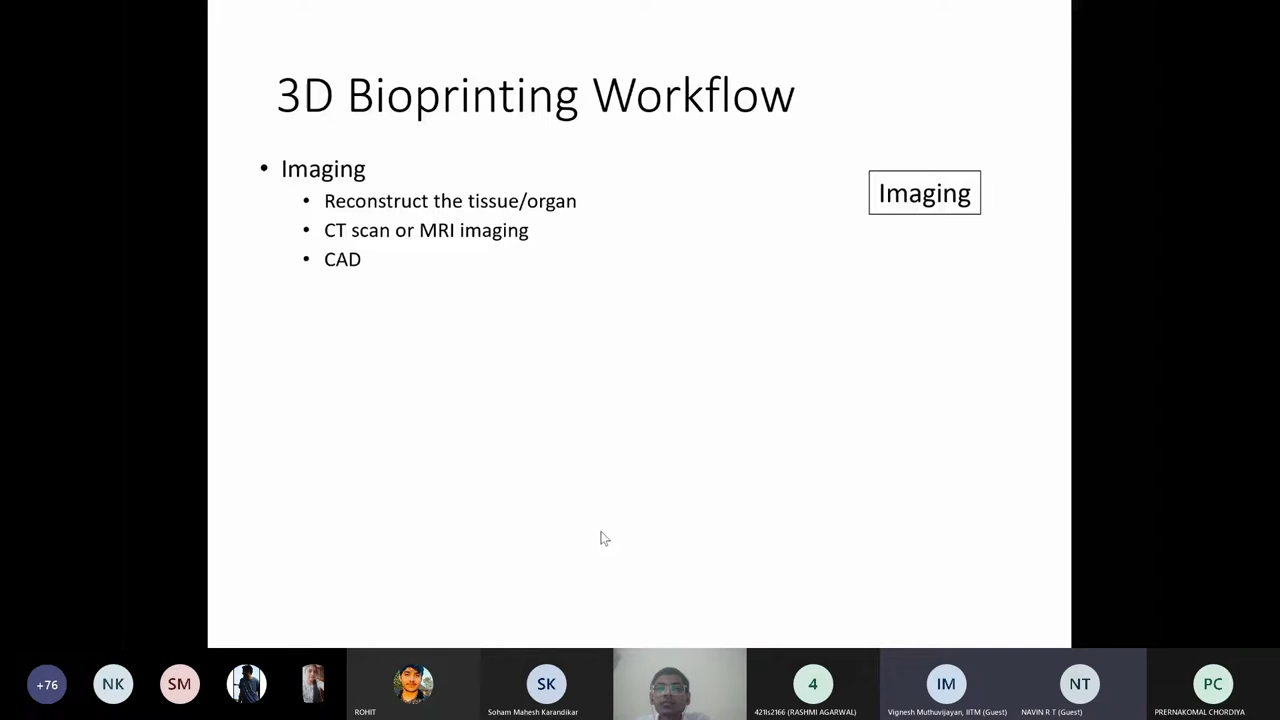 3D Bioprinting Workflow
• Imaging
• Reconstruct the tissue/organ
• CT scan or MRI imaging
• CAD
Imaging
+76
NK
SM
ROHIT
SK
Soham Mahesh Karandikar
4
421ls2166 (RASHMI AGARWAL)
IM
Vignesh Muthuvijayan, IITM (Guest)
NT
NAVIN R T (Guest)
PC
PRERNAKOMAL CHORDIYA